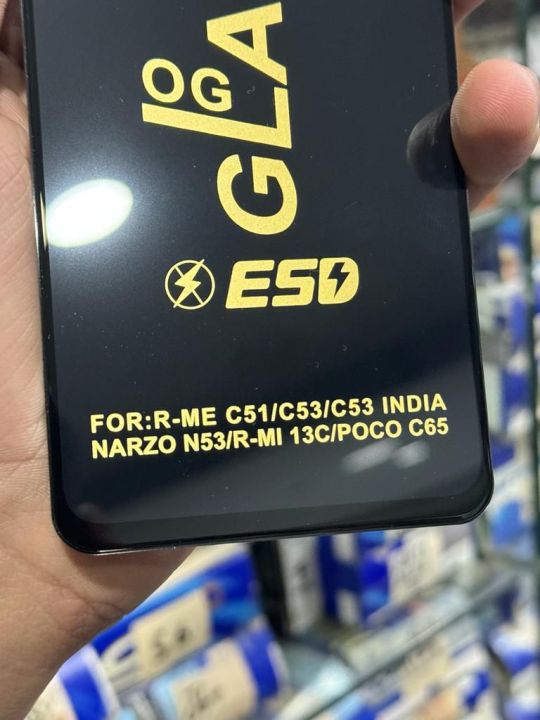 OG
GLA
ESD
FOR:R-ME C51/C53/C53 INDIA
NARZO N53/R-MI 13C/POCO C65